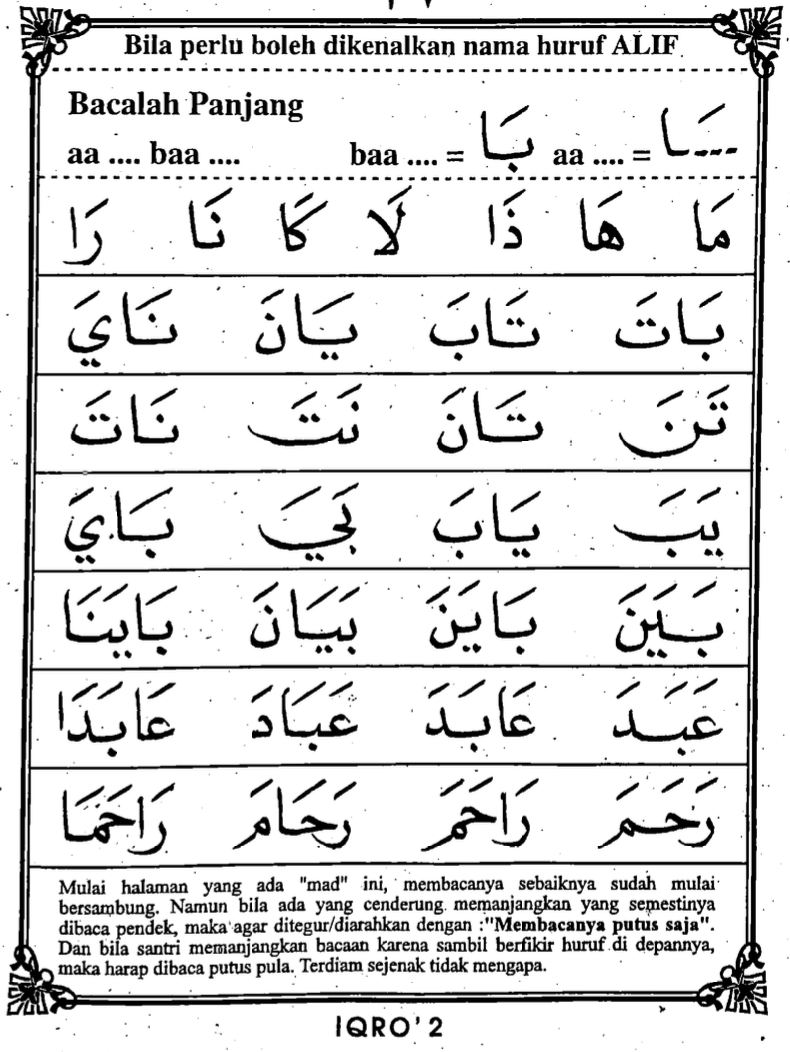 Bila perlu boleh dikenalkan nama huruf ALIF
Bacalah Panjang
aa .... baa .... baa .... = بَا aa .... = ــَـا
مَا هَا ذَا لَا كَا نَا رَا
بَاتَ تَابَ يَانَ نَايَ
تَنَ تَانَ نَتَ نَاتَ
يَبَ يَابَ بَيَ بَايَ
بَيَنَ بَايَنَ بَيَانَ بَايَنَا
عَبَدَ عَابَدَ عَبَادَ عَابَدَا
رَحَمَ رَاحَمَ رَحَامَ رَاحَمَا
Mulai halaman yang ada "mad" ini, membacanya sebaiknya sudah mulai
bersambung. Namun bila ada yang cenderung memanjangkan yang semestinya
dibaca pendek, maka agar ditegur/diarahkan dengan :"Membacanya putus saja".
Dan bila santri memanjangkan bacaan karena sambil berfikir huruf di depannya,
maka harap dibaca putus pula. Terdiam sejenak tidak mengapa.
IQRO' 2